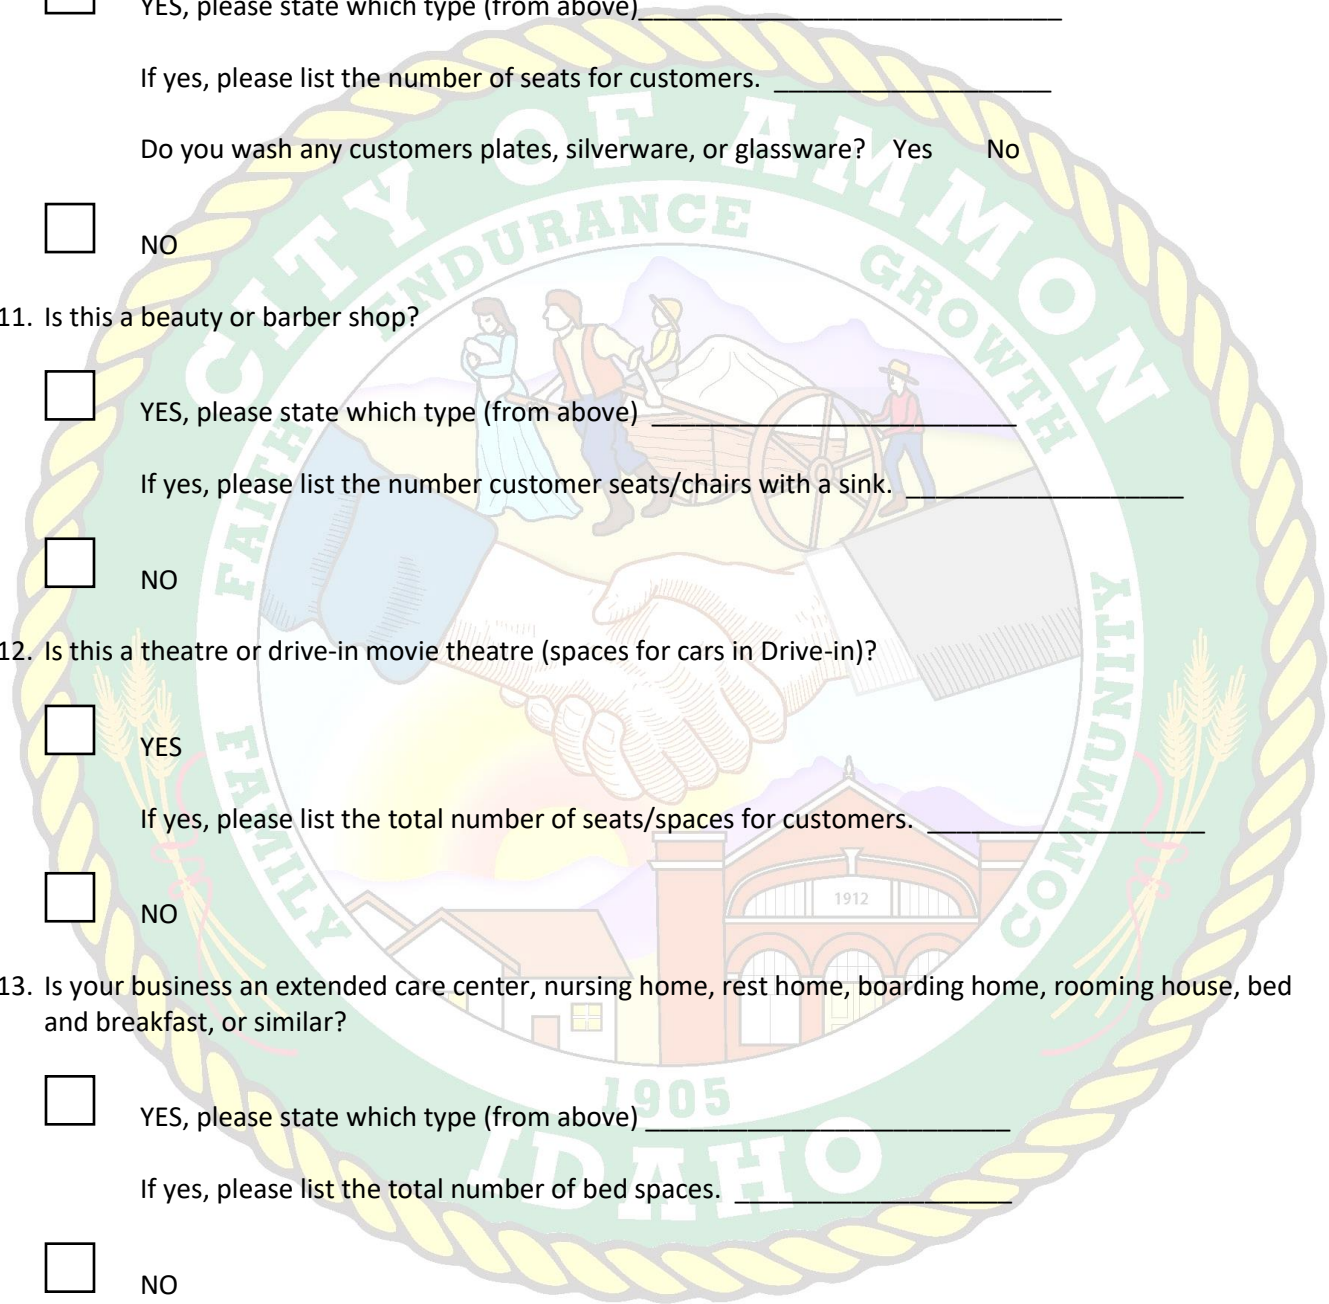 YES, please state which type (from above)_____________________________
If yes, please list the number of seats for customers. ___________________
Do you wash any customers plates, silverware, or glassware? Yes No
NO
11. Is this a beauty or barber shop?
YES, please state which type (from above) _________________________
If yes, please list the number customer seats/chairs with a sink. ___________________
NO
12. Is this a theatre or drive-in movie theatre (spaces for cars in Drive-in)?
YES
If yes, please list the total number of seats/spaces for customers. ___________________
NO
13. Is your business an extended care center, nursing home, rest home, boarding home, rooming house, bed
and breakfast, or similar?
YES, please state which type (from above) _________________________
If yes, please list the total number of bed spaces. ___________________
NO
CITY OF AMMON
FAMILY FAITH ENDURANCE GROWTH COMMUNITY
1912
1905
IDAHO